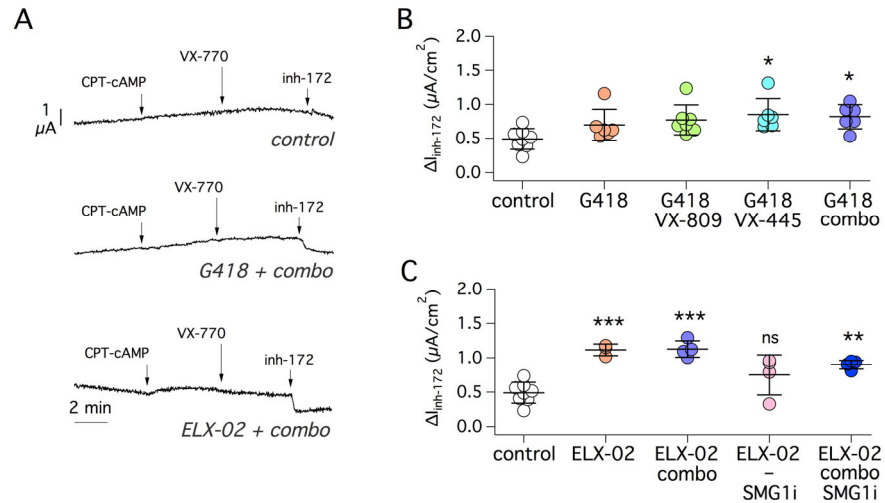 A
VX-770
CPT-cAMP
inh-172
1
µA
control
VX-770
CPT-cAMP
inh-172
G418 + combo
VX-770
CPT-cAMP
inh-172
2 min
ELX-02 + combo
B
ΔIinh-172 (µA/cm2)
2.0
1.5
1.0
0.5
0.0
*
*
control
G418
G418
VX-809
G418
VX-445
G418
combo
C
ΔIinh-172 (µA/cm2)
2.0
1.5
1.0
0.5
0.0
***
***
ns
**
control
ELX-02
ELX-02
combo
ELX-02
–
SMG1i
ELX-02
combo
SMG1i